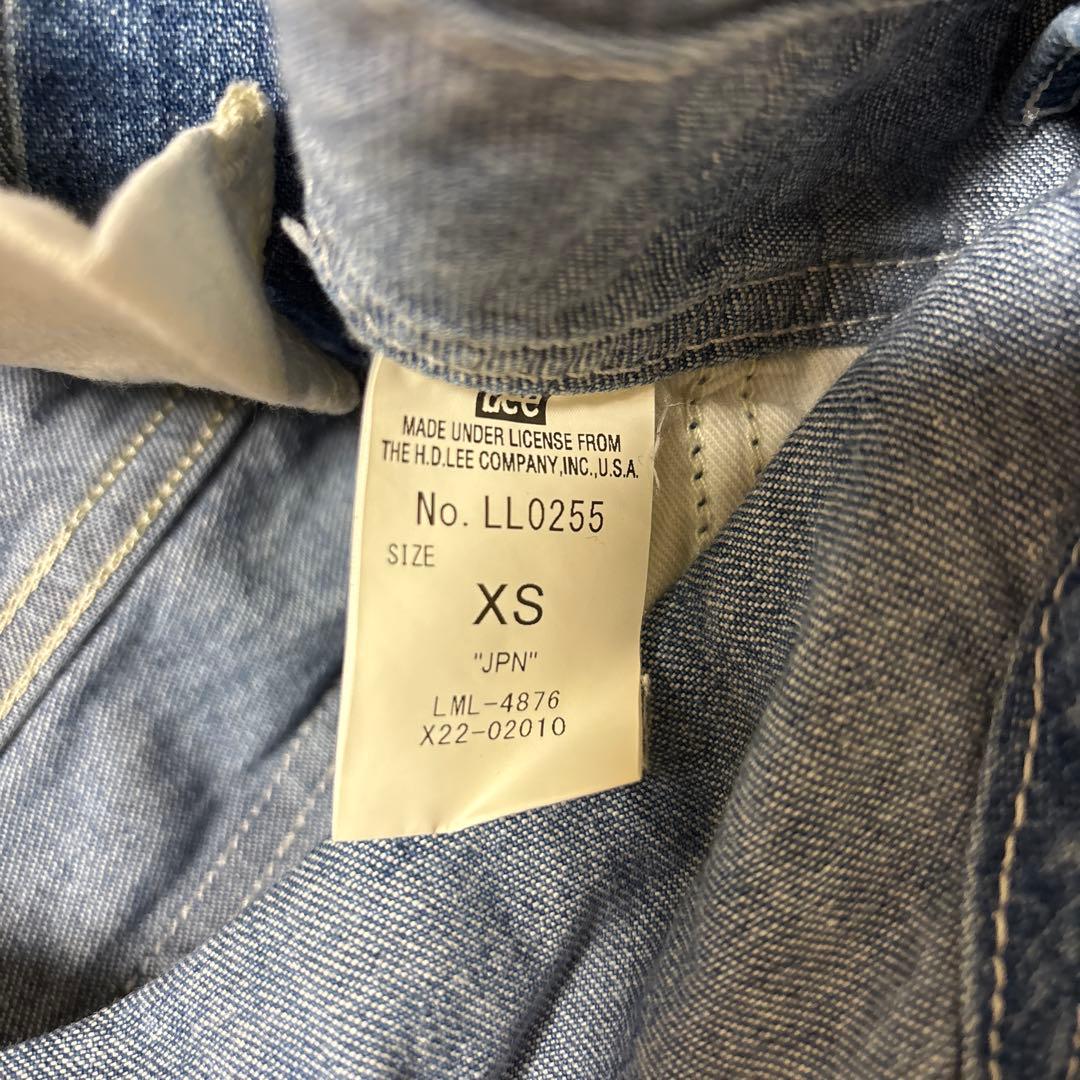 Lee
MADE UNDER LICENSE FROM
THE H.D.LEE COMPANY,INC.,U.S.A.
No. LL0255
SIZE
XS
"JPN"
LML-4876
X22-02010